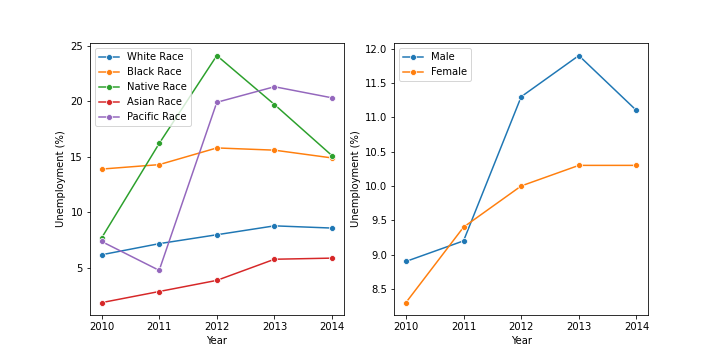 25
20
15
10
5
Unemployment (%)
White Race
Black Race
Native Race
Asian Race
Pacific Race
2010 2011 2012 2013 2014
Year
12.0
11.5
11.0
10.5
10.0
9.5
9.0
8.5
Unemployment (%)
Male
Female
2010 2011 2012 2013 2014
Year